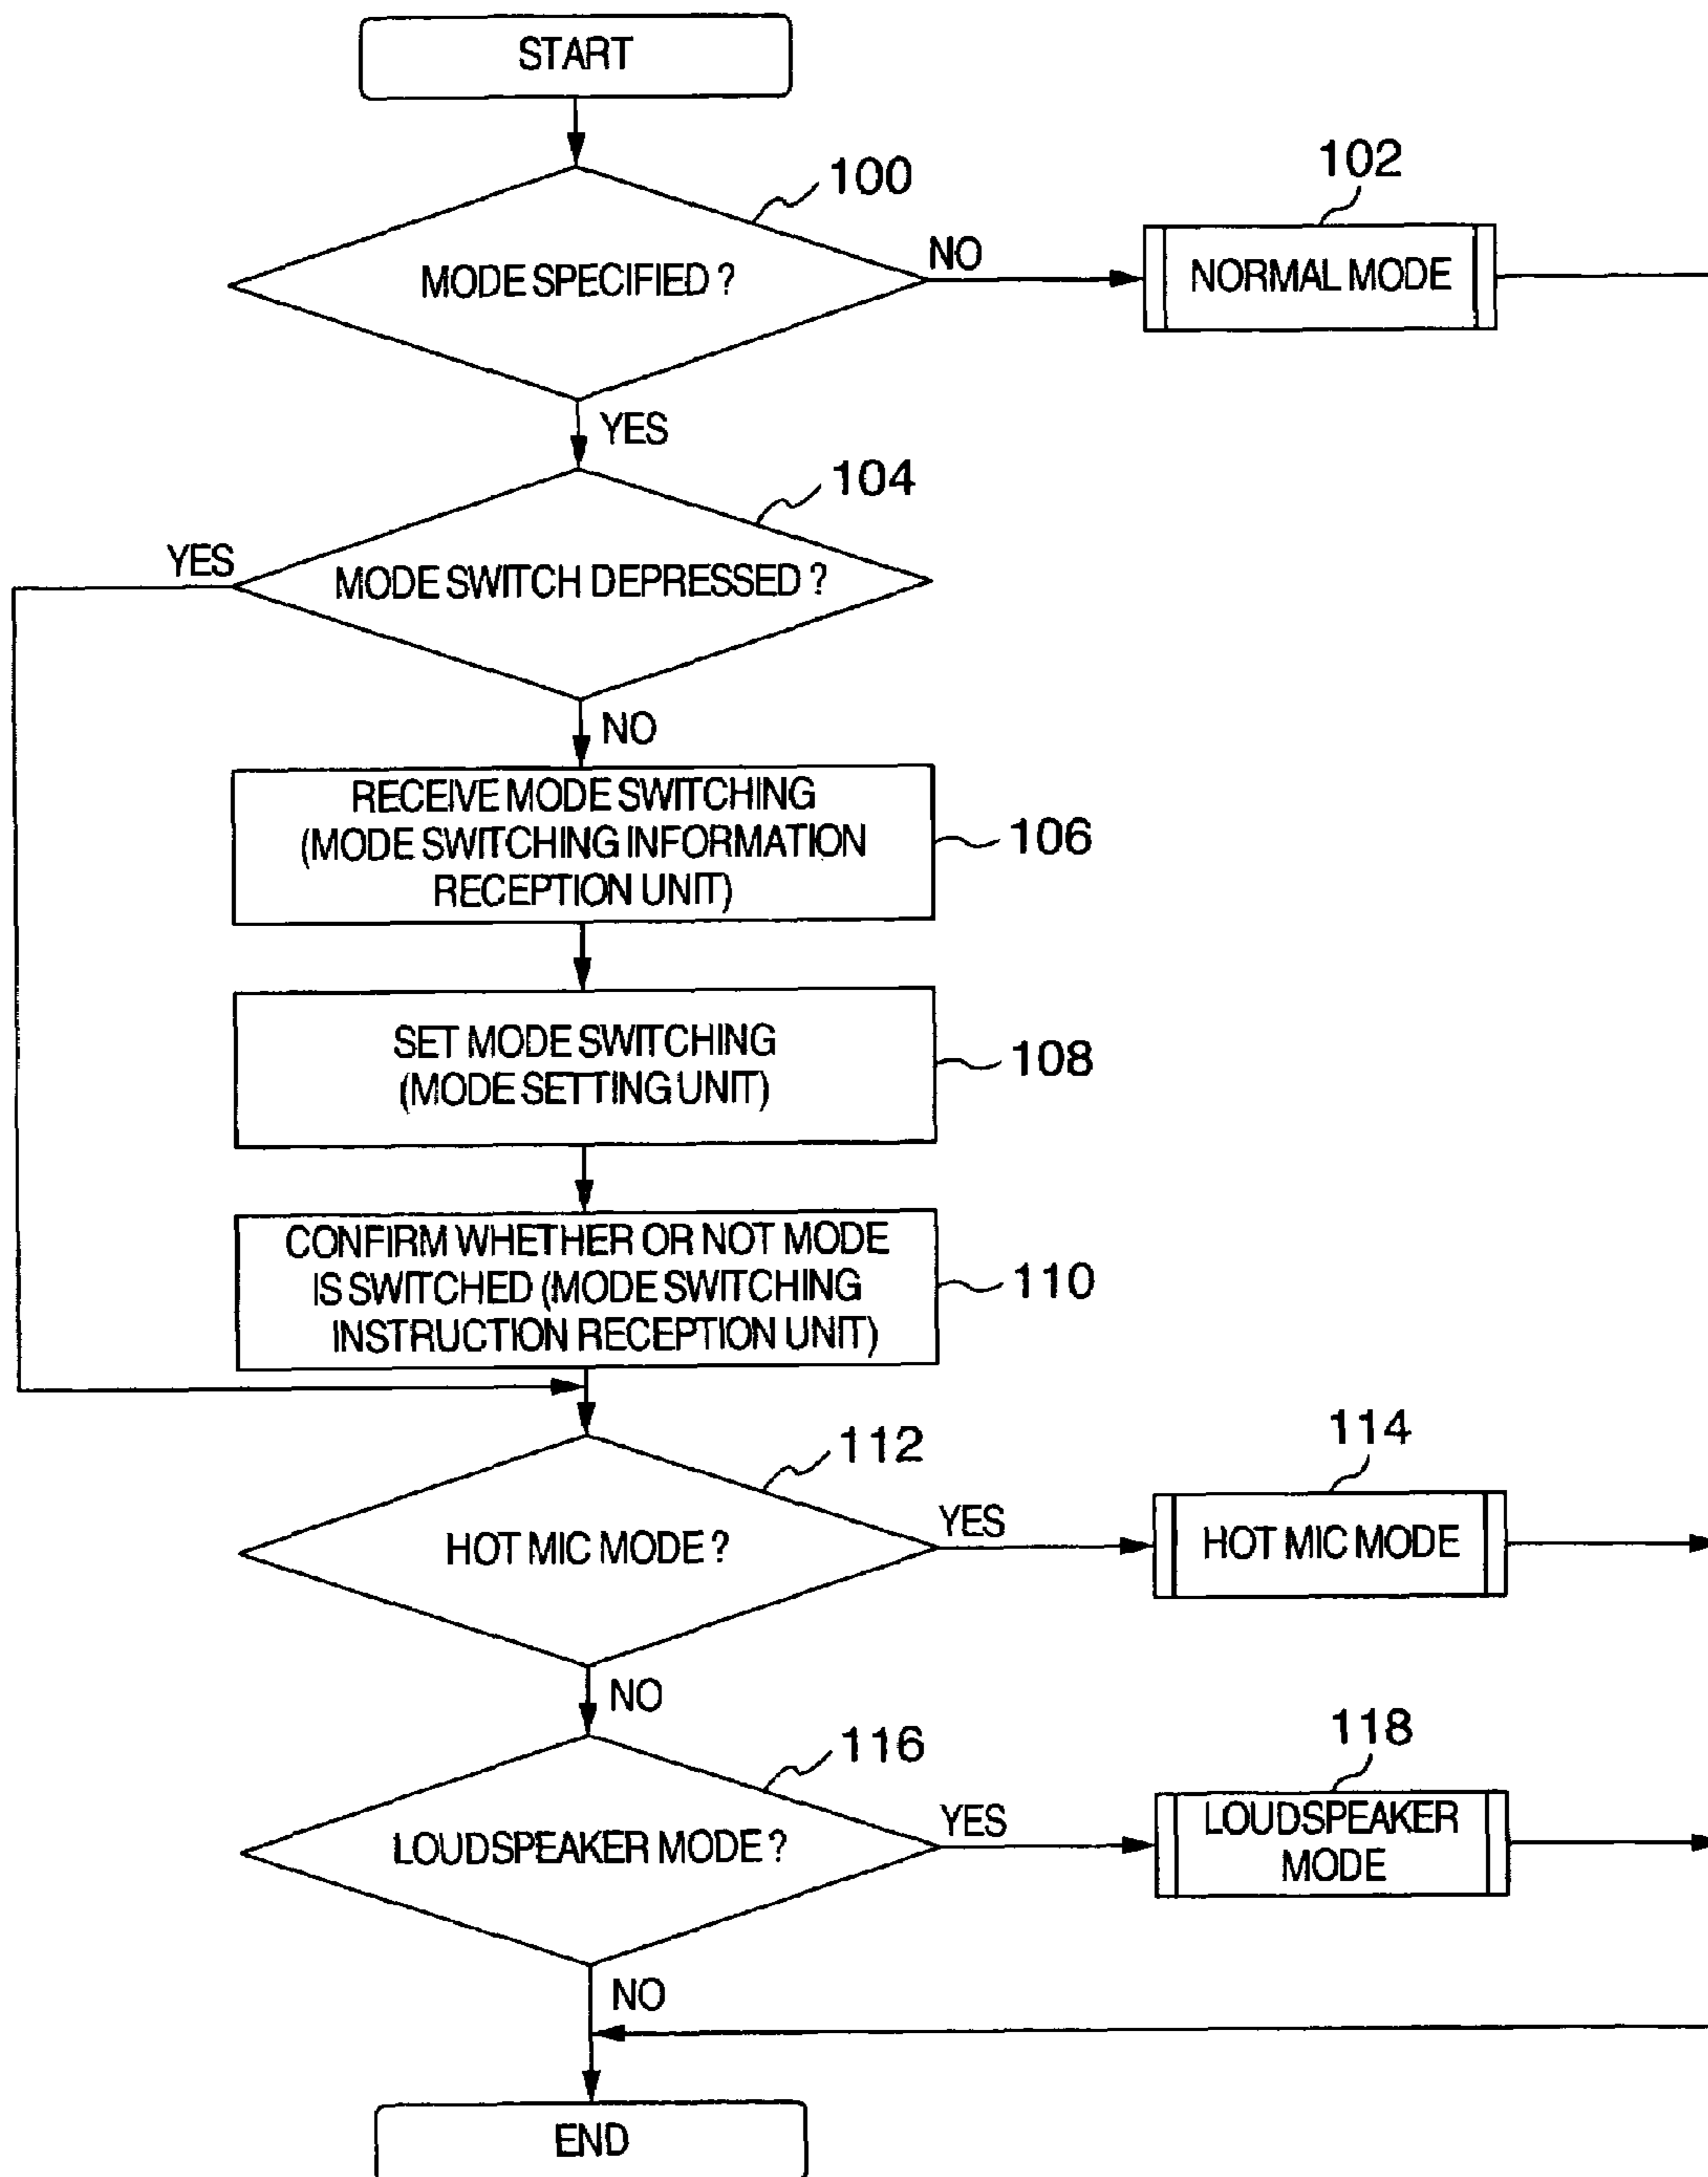 START
100
MODE SPECIFIED ?
NO
102
NORMAL MODE
YES
104
YES
MODE SWITCH DEPRESSED ?
NO
RECEIVE MODE SWITCHING
(MODE SWITCHING INFORMATION
RECEPTION UNIT)
106
SET MODE SWITCHING
(MODE SETTING UNIT)
108
CONFIRM WHETHER OR NOT MODE
IS SWITCHED (MODE SWITCHING
INSTRUCTION RECEPTION UNIT)
110
112
HOT MIC MODE ?
YES
114
HOT MIC MODE
NO
116
LOUDSPEAKER MODE ?
YES
118
LOUDSPEAKER
MODE
NO
END